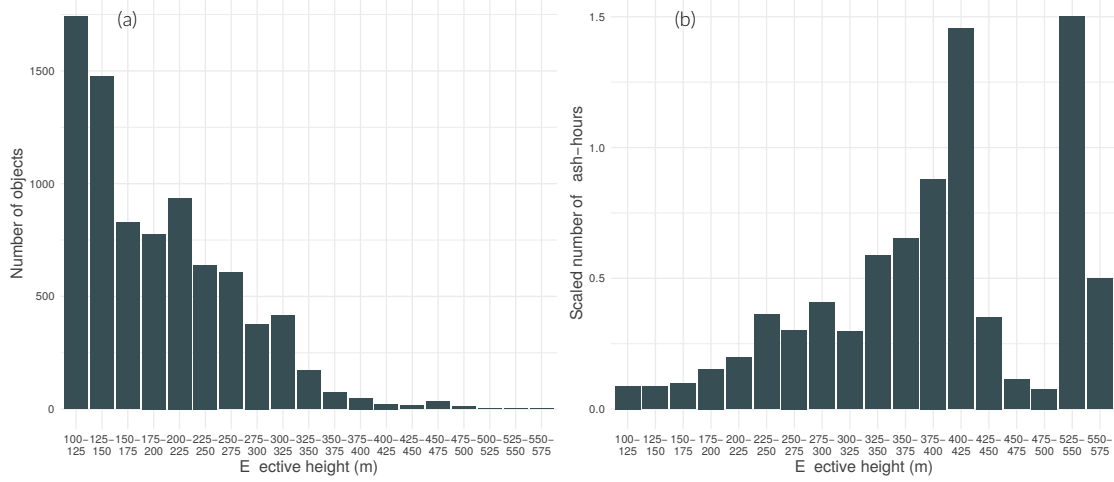 (a)
Number of objects
1500
1000
500
0
100− 125− 150− 175− 200− 225− 250− 275− 300− 325− 350− 375− 400− 425− 450− 475− 500− 525− 550−
125 150 175 200 225 250 275 300 325 350 375 400 425 450 475 500 525 550 575
E ective height (m)
(b)
Scaled number of ash−hours
1.5
1.0
0.5
0.0
100− 125− 150− 175− 200− 225− 250− 275− 300− 325− 350− 375− 400− 425− 450− 475− 525− 550−
125 150 175 200 225 250 275 300 325 350 375 400 425 450 475 500 550 575
E ective height (m)